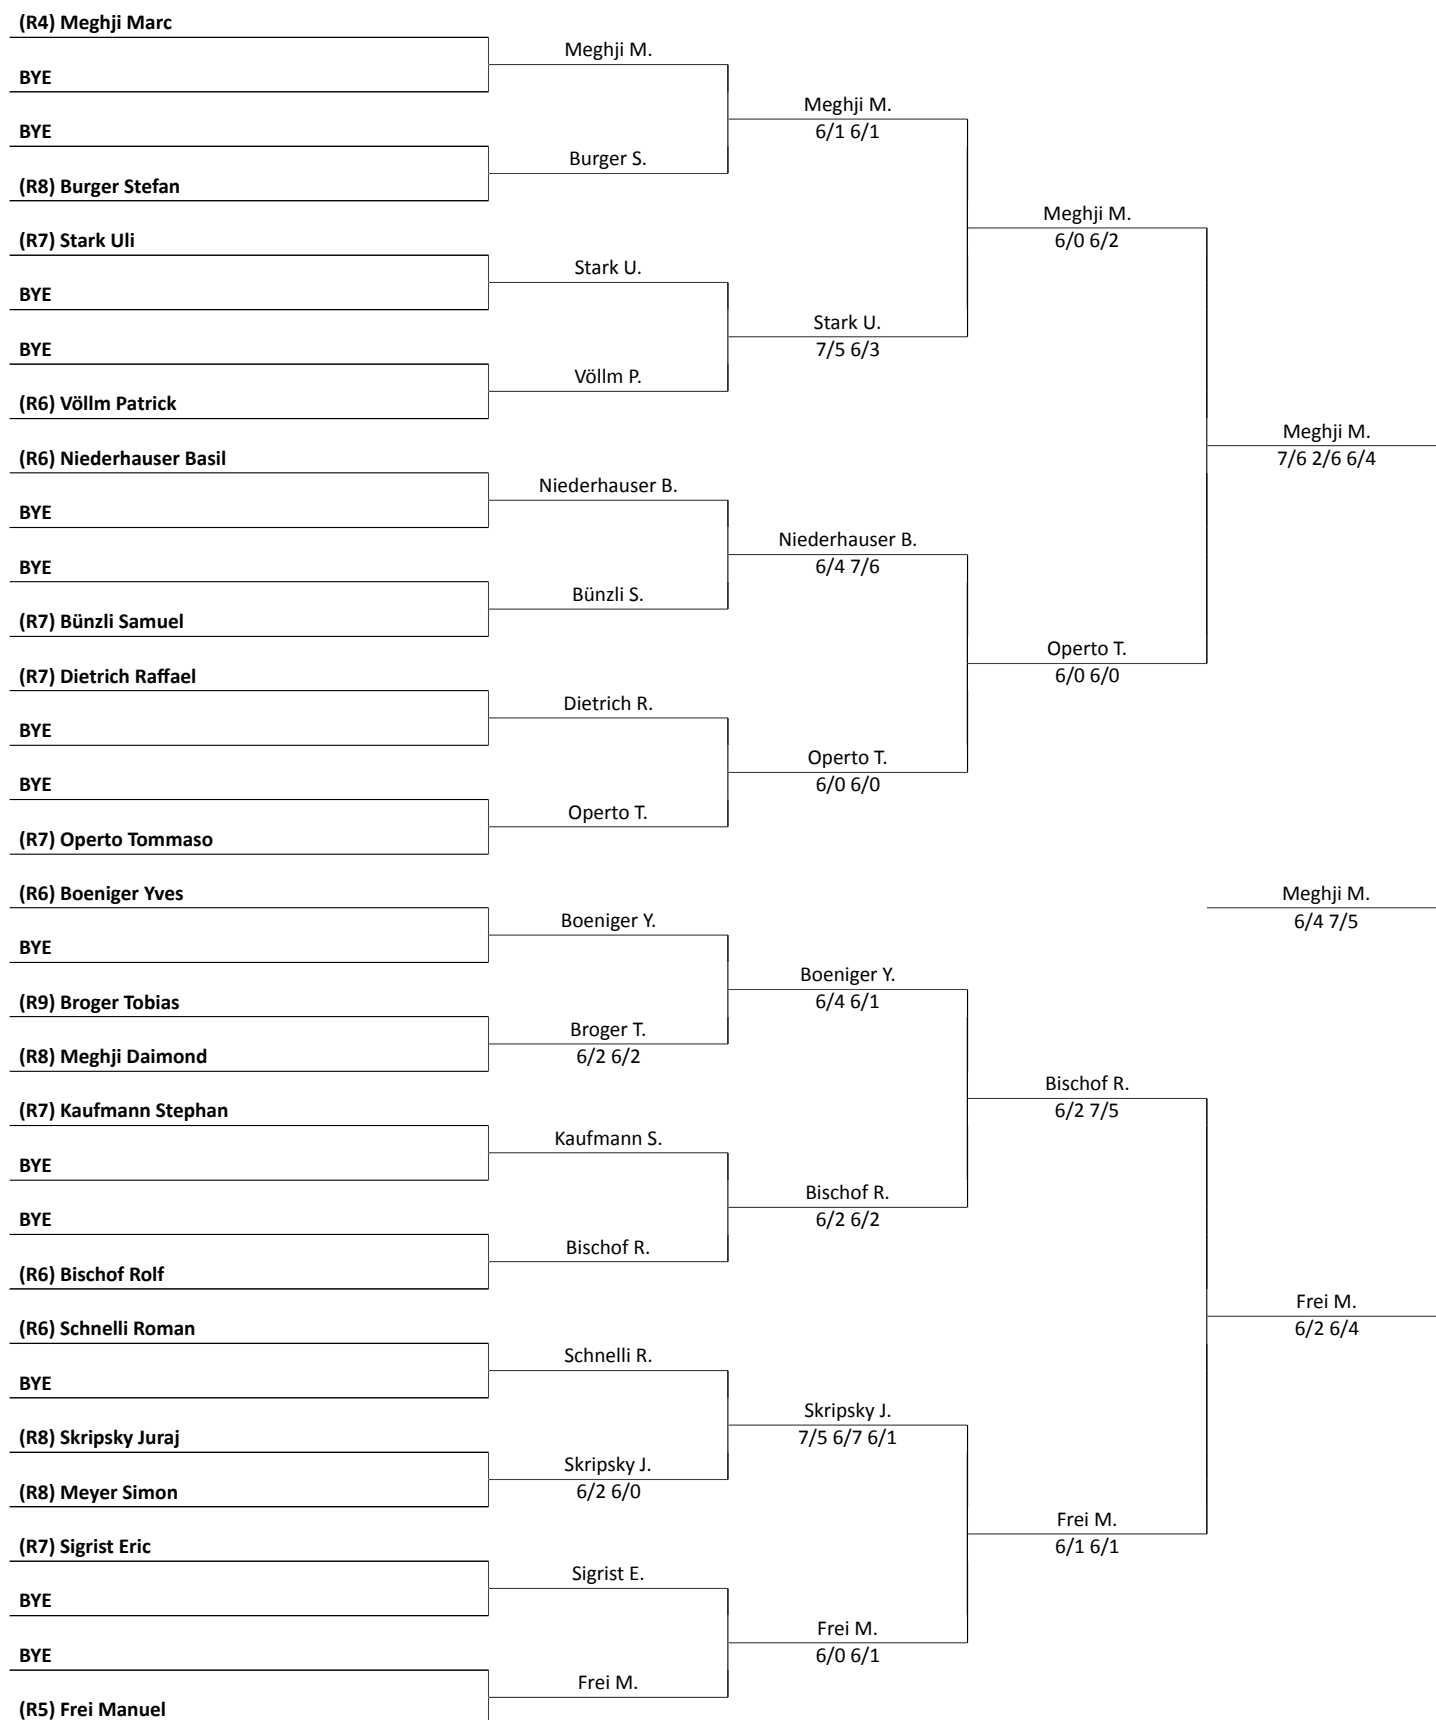 (R4) Meghji Marc
Meghji M.
BYE
Meghji M.
6/1 6/1
BYE
Burger S.
(R8) Burger Stefan
Meghji M.
6/0 6/2
(R7) Stark Uli
Stark U.
BYE
Stark U.
7/5 6/3
BYE
Völlm P.
(R6) Völlm Patrick
Meghji M.
7/6 2/6 6/4
(R6) Niederhauser Basil
Niederhauser B.
BYE
Niederhauser B.
6/4 7/6
BYE
Bünzli S.
(R7) Bünzli Samuel
Operto T.
6/0 6/0
(R7) Dietrich Raffael
Dietrich R.
BYE
Operto T.
6/0 6/0
BYE
Operto T.
(R7) Operto Tommaso
(R6) Boeniger Yves
Meghji M.
6/4 7/5
Boeniger Y.
BYE
Boeniger Y.
6/4 6/1
(R9) Broger Tobias
Broger T.
6/2 6/2
(R8) Meghji Daimond
Bischof R.
6/2 7/5
(R7) Kaufmann Stephan
Kaufmann S.
BYE
Bischof R.
6/2 6/2
BYE
Bischof R.
(R6) Bischof Rolf
Frei M.
6/2 6/4
(R6) Schnelli Roman
Schnelli R.
BYE
Skripsky J.
7/5 6/7 6/1
(R8) Skripsky Juraj
Skripsky J.
6/2 6/0
(R8) Meyer Simon
Frei M.
6/1 6/1
(R7) Sigrist Eric
Sigrist E.
BYE
Frei M.
6/0 6/1
BYE
Frei M.
(R5) Frei Manuel